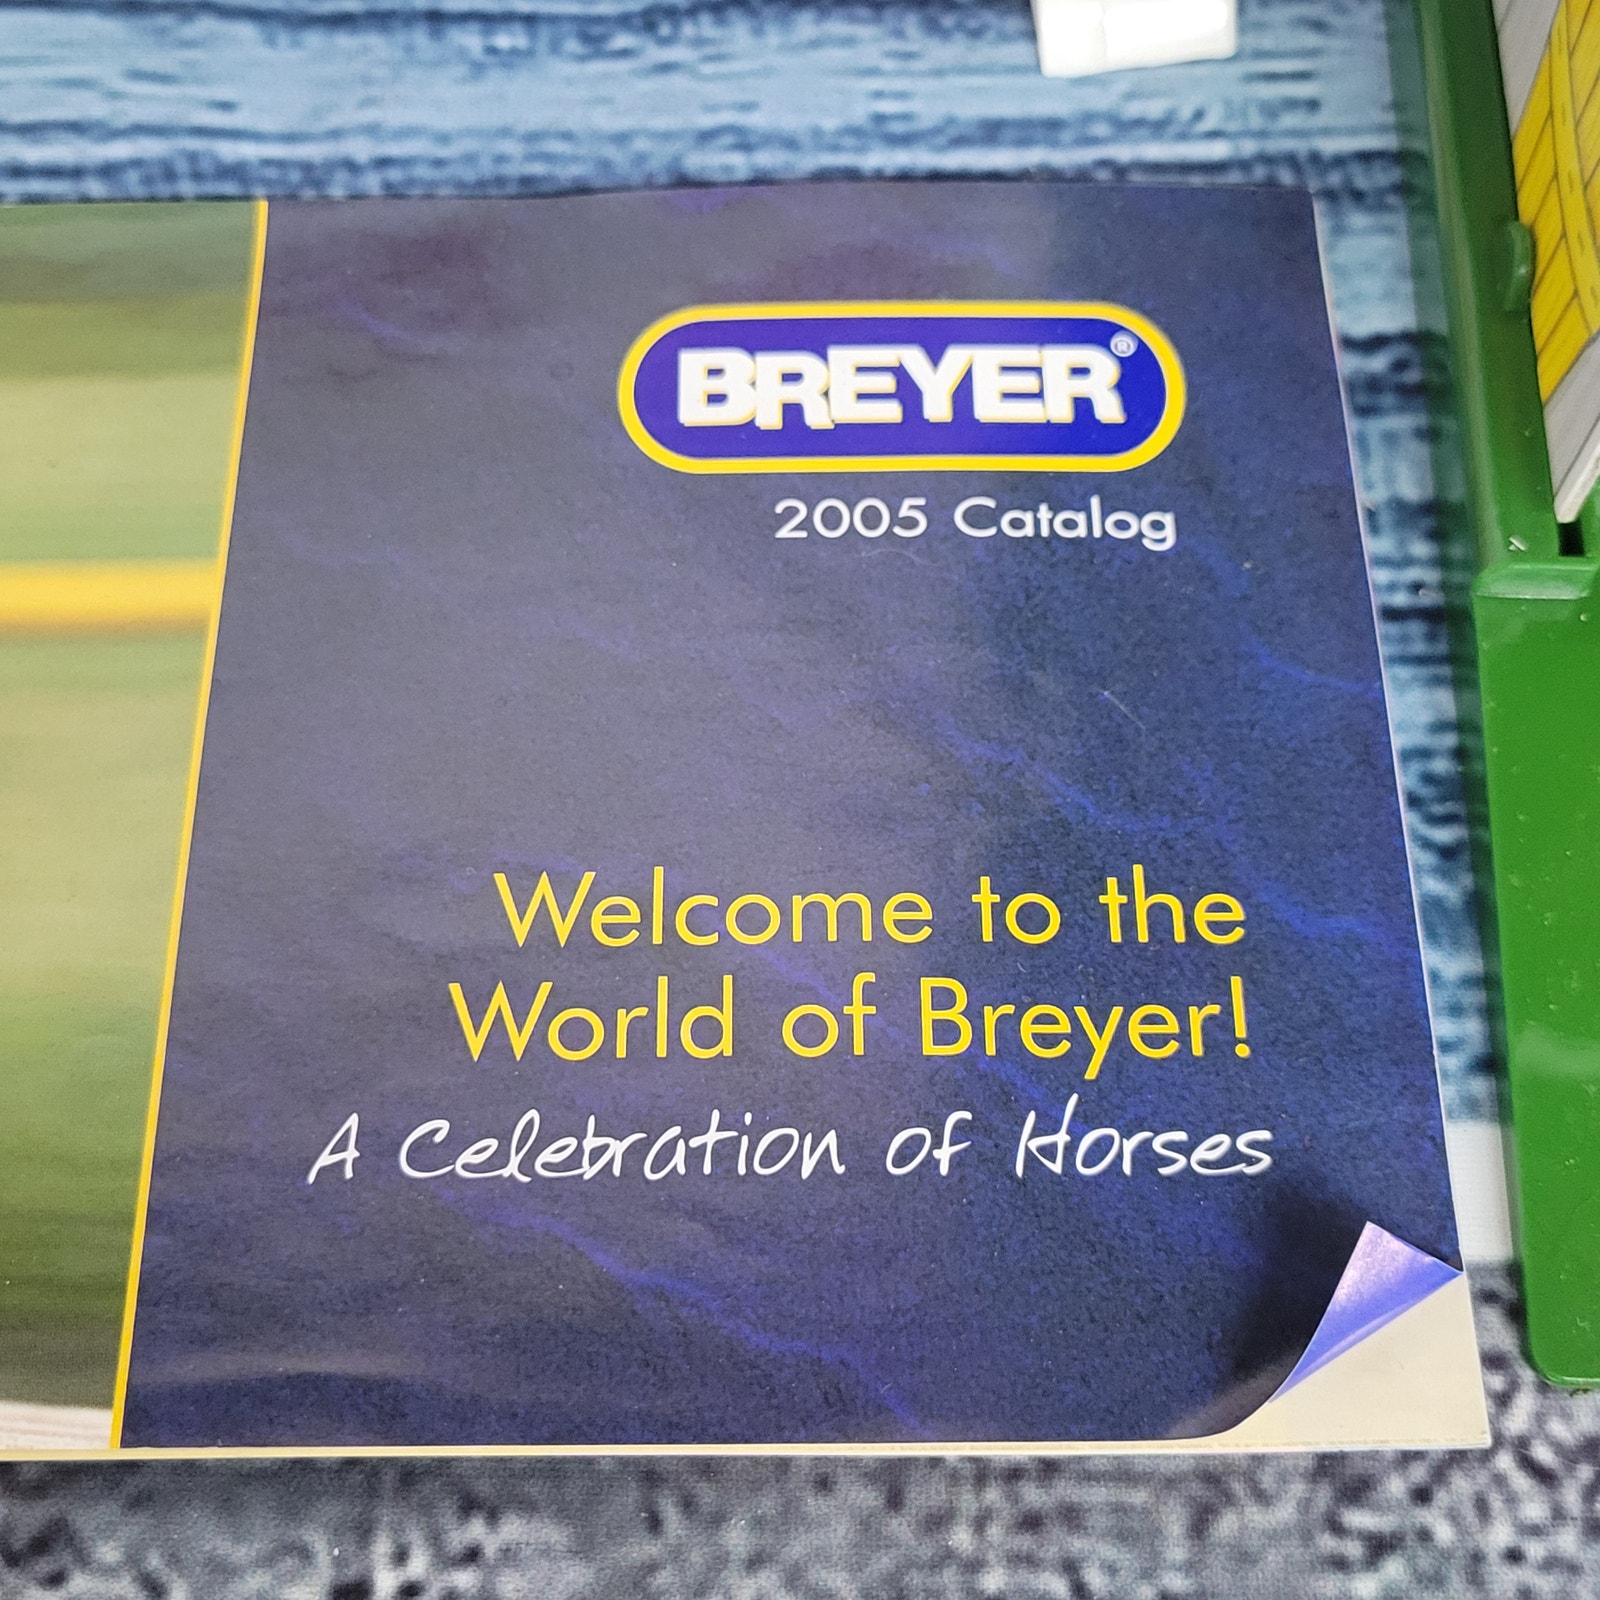 BREYER®
2005 Catalog
Welcome to the
World of Breyer!
A Celebration of Horses